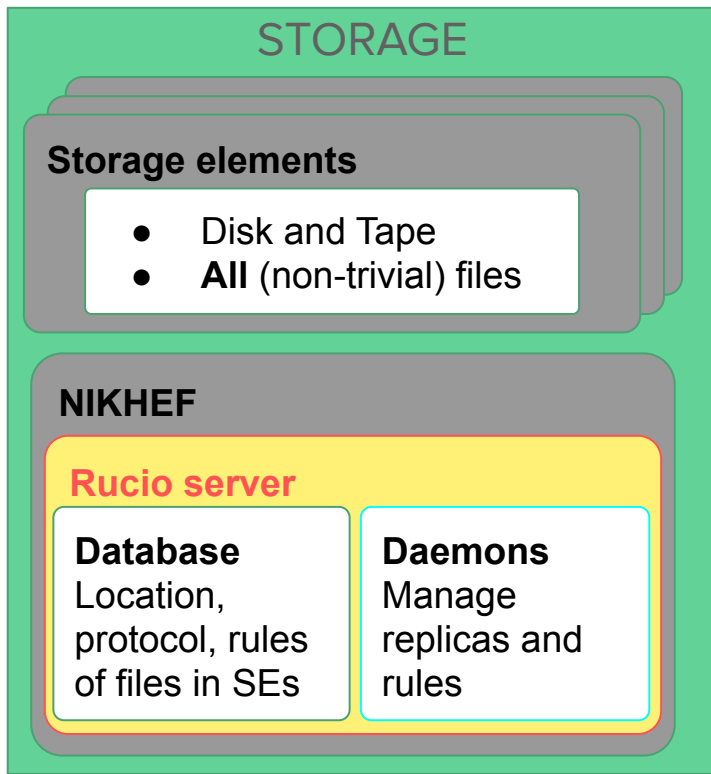 STORAGE
Storage elements
● Disk and Tape
● All (non-trivial) files
NIKHEF
Rucio server
Database
Location,
protocol, rules
of files in SEs
Daemons
Manage
replicas and
rules